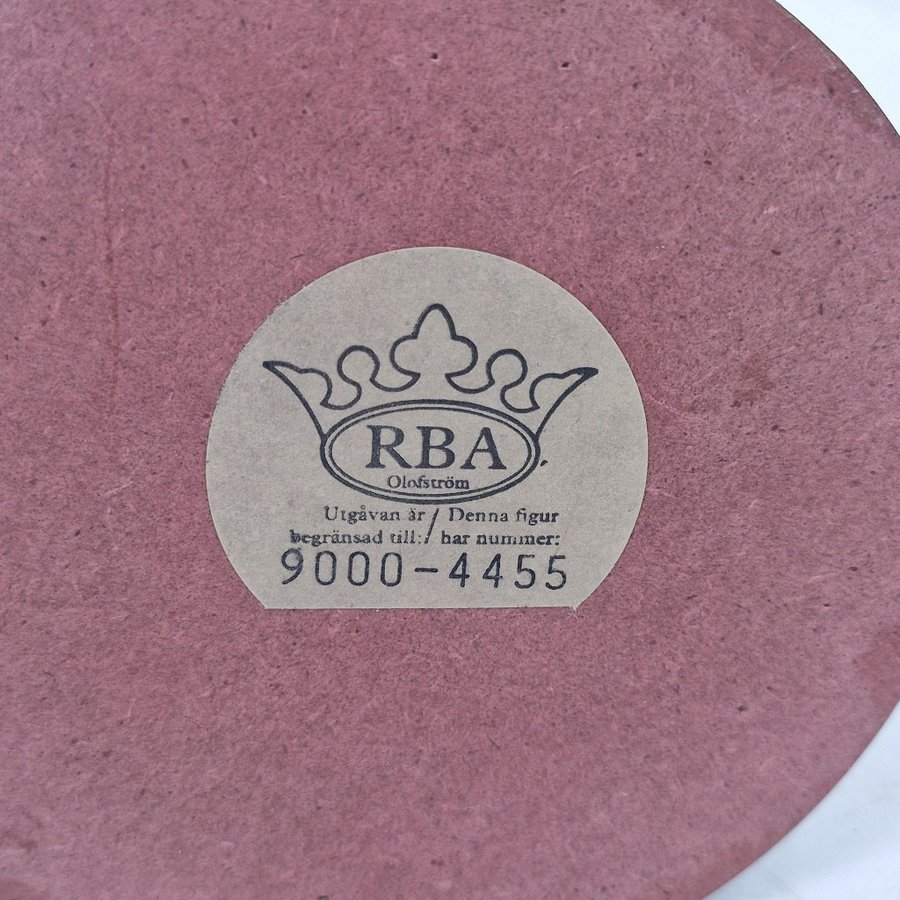 RBA
Olofström
Utgåvan är / Denna figur
begränsad till: / har nummer:
9000-4455